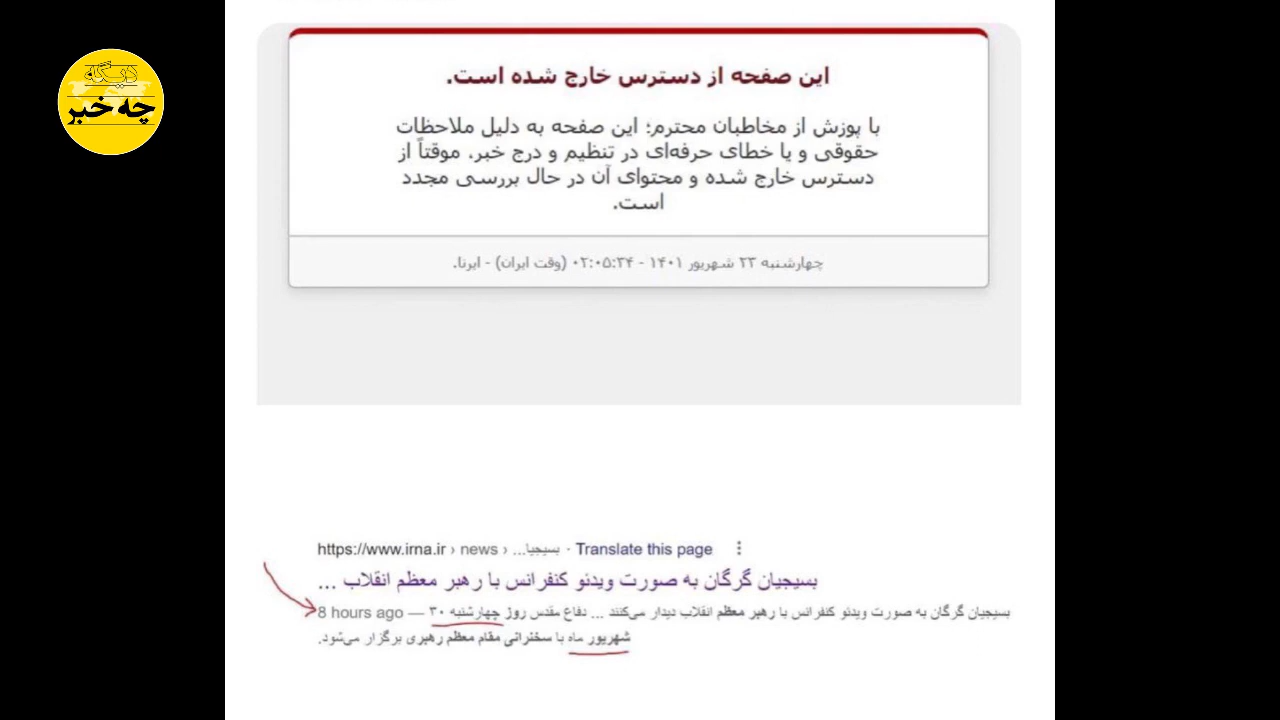 دیگه
چه خبر
این صفحه از دسترس خارج شده است.
با پوزش از مخاطبان محترم؛ این صفحه به دلیل ملاحظات
حقوقی و یا خطای حرفه‌ای در تنظیم و درج خبر، موقتاً از
دسترس خارج شده و محتوای آن در حال بررسی مجدد
است.
چهارشنبه ۲۳ شهریور ۱۴۰۱ - ۰۲:۰۵:۳۴ (وقت ایران) - ایرنا.
https://www.irna.ir › news › بسیجیا... · Translate this page
بسیجیان گرگان به صورت ویدئو کنفرانس با رهبر معظم انقلاب ...
8 hours ago — بسیجیان گرگان به صورت ویدئو کنفرانس با رهبر معظم انقلاب دیدار می‌کنند ... دفاع مقدس روز چهارشنبه ۳۰
شهریور ماه با سخنرانی مقام معظم رهبری برگزار می‌شود.